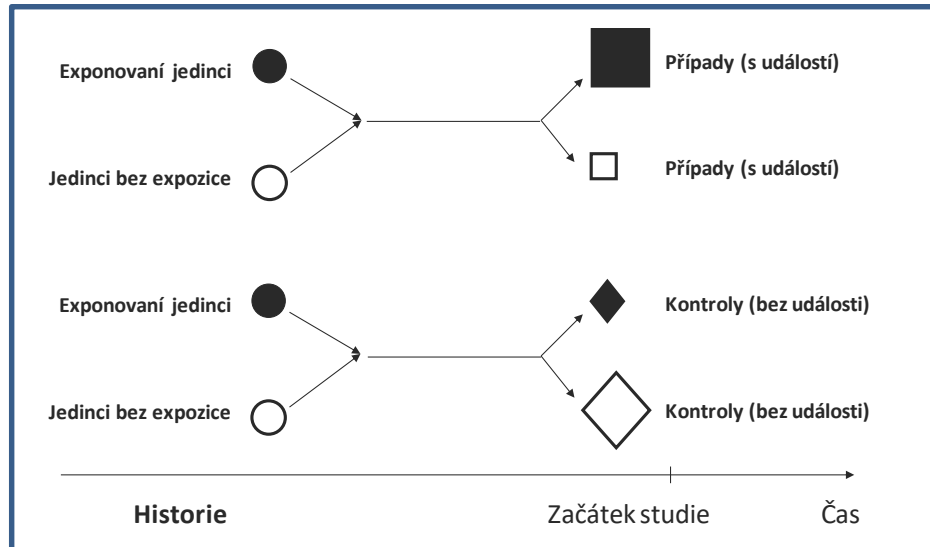 Exponovaní jedinci
Případy (s událostí)
Jedinci bez expozice
Případy (s událostí)
Exponovaní jedinci
Kontroly (bez události)
Jedinci bez expozice
Kontroly (bez události)
Historie
Začátek studie
Čas